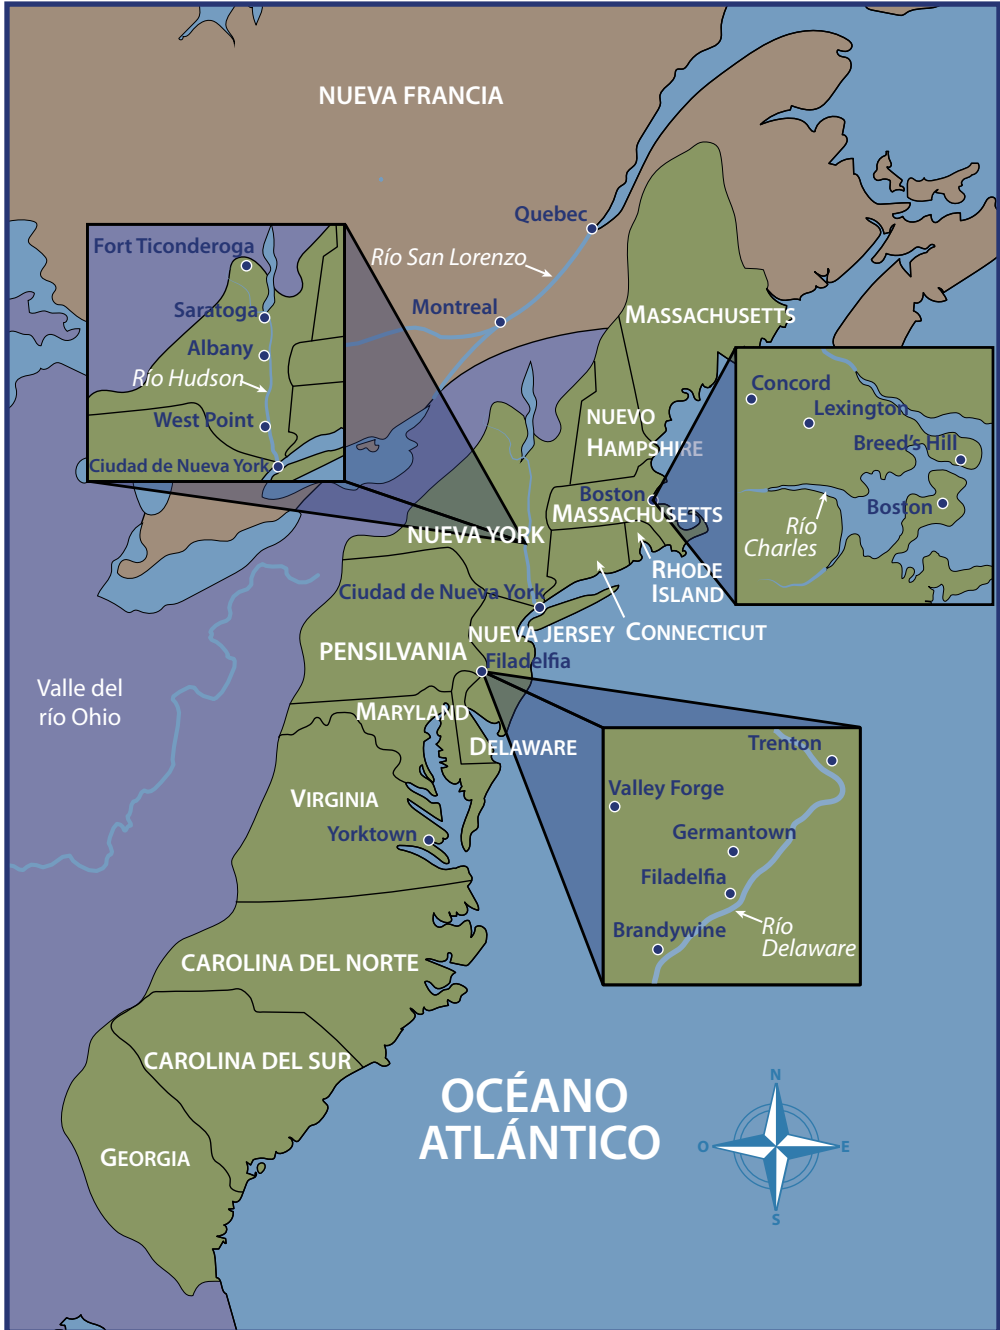 NUEVA FRANCIA
Quebec
Río San Lorenzo
Montreal
MASSACHUSETTS
Fort Ticonderoga
Saratoga
Albany
Río Hudson
West Point
Ciudad de Nueva York
NUEVO
HAMPSHIRE
Boston
MASSACHUSETTS
NUEVA YORK
RHODE
ISLAND
Concord
Lexington
Breed's Hill
Boston
Río
Charles
Ciudad de Nueva York
NUEVA JERSEY
CONNECTICUT
PENSILVANIA
Filadelfia
Valle del
río Ohio
MARYLAND
DELAWARE
VIRGINIA
Yorktown
Trenton
Valley Forge
Germantown
Filadelfia
Brandywine
Río
Delaware
CAROLINA DEL NORTE
CAROLINA DEL SUR
GEORGIA
OCÉANO
ATLÁNTICO
N
O
E
S